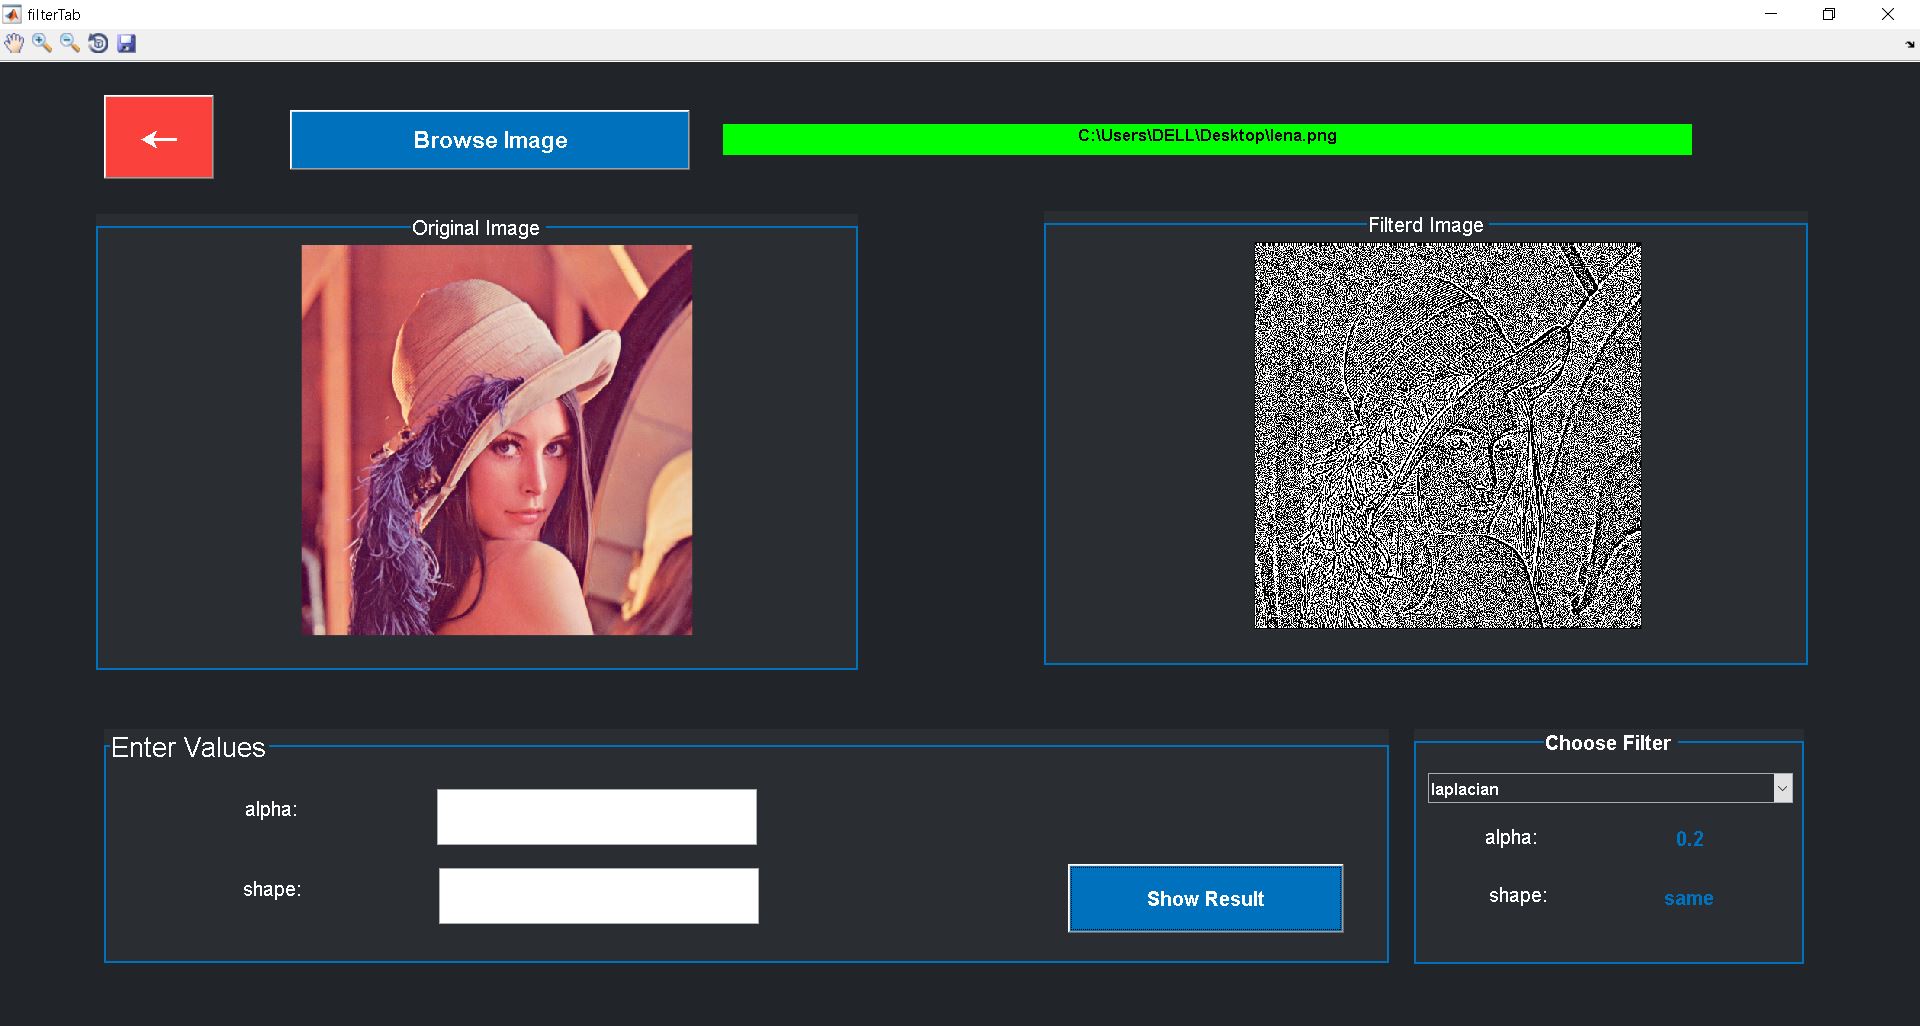 filterTab
Browse Image
C:\Users\DELL\Desktop\lena.png
Original Image
Filterd Image
Enter Values
alpha:
shape:
Show Result
Choose Filter
laplacian
alpha: 0.2
shape: same